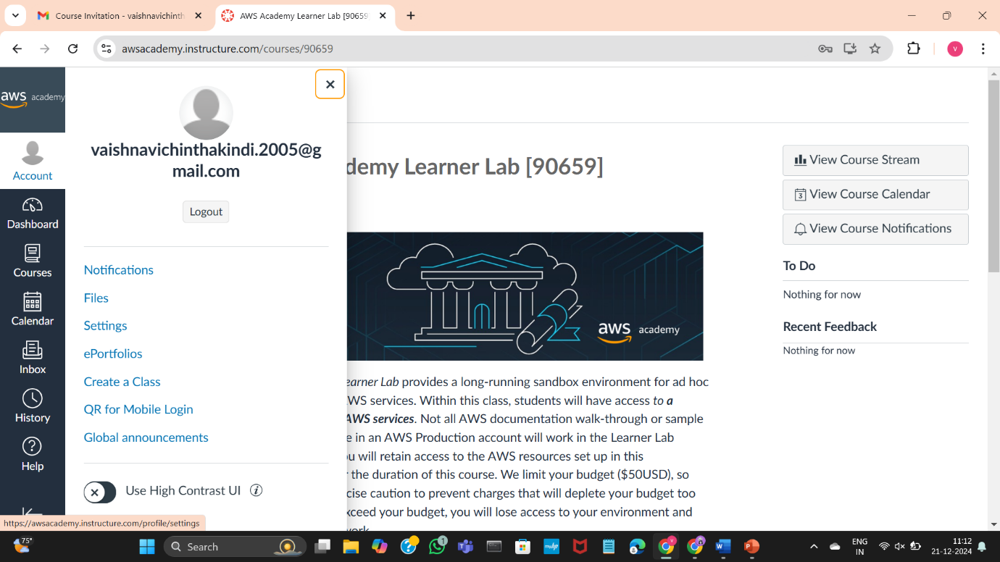 Course Invitation - vaishnavichinth
AWS Academy Learner Lab [90659
awsacademy.instructure.com/courses/90659
v
aws academy
Account
Dashboard
Courses
Calendar
Inbox
History
Help
vaishnavichinthakindi.2005@g
mail.com
Logout
Notifications
Files
Settings
ePortfolios
Create a Class
QR for Mobile Login
Global announcements
Use High Contrast UI
https://awsacademy.instructure.com/profile/settings
demy Learner Lab [90659]
aws academy
earner Lab provides a long-running sandbox environment for ad hoc
WS services. Within this class, students will have access to a
AWS services. Not all AWS documentation walk-through or sample
e in an AWS Production account will work in the Learner Lab
u will retain access to the AWS resources set up in this
the duration of this course. We limit your budget ($50USD), so
cise caution to prevent charges that will deplete your budget too
xceed your budget, you will lose access to your environment and
work
View Course Stream
3 View Course Calendar
View Course Notifications
To Do
Nothing for now
Recent Feedback
Nothing for now
75°
Search
1
ENG
IN
11:12
21-12-2024